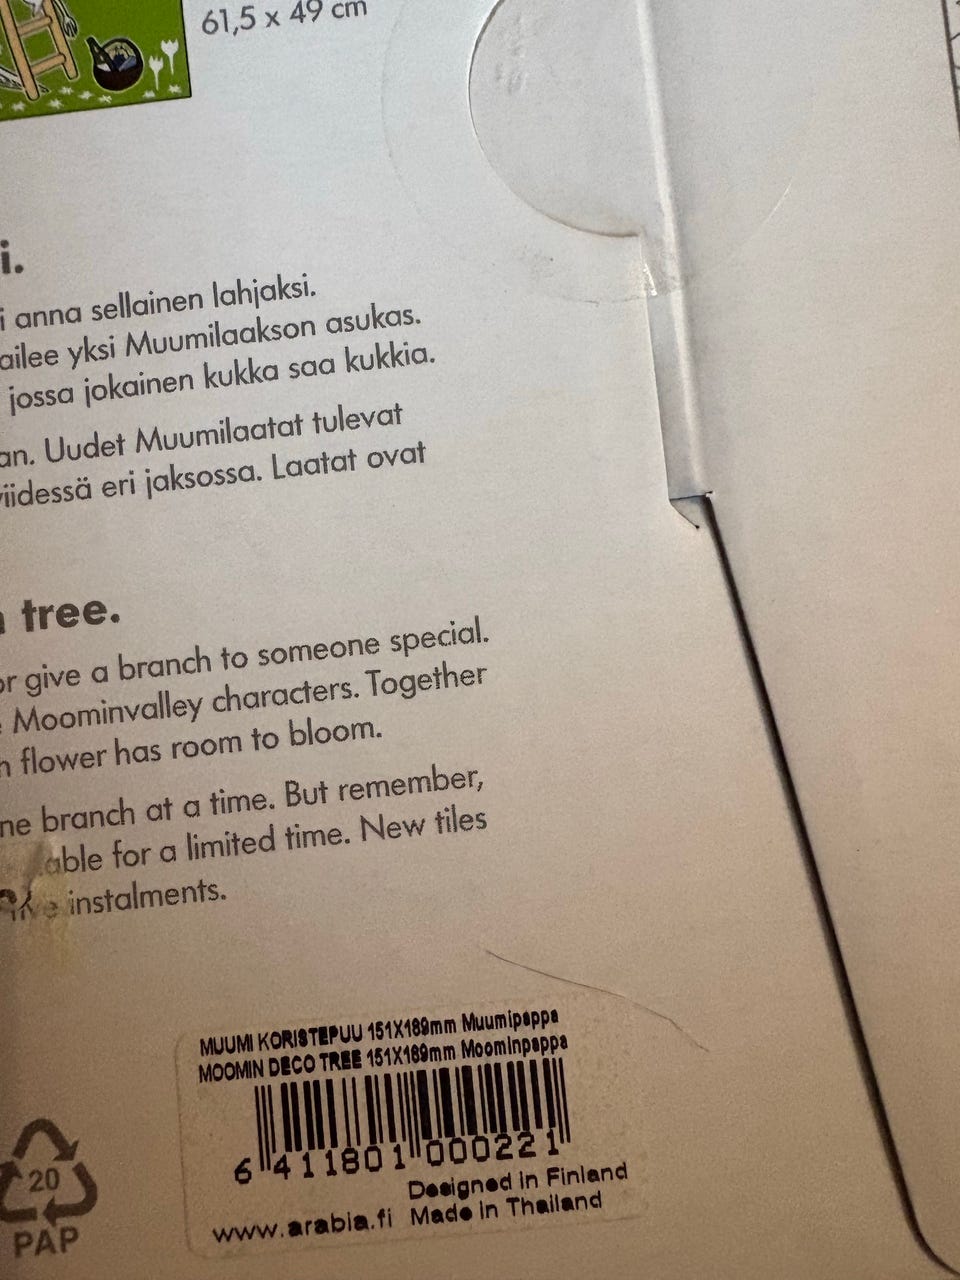 61,5 x 49 cm
i.
i anna sellainen lahjaksi.
ailee yksi Muumilaakson asukas.
jossa jokainen kukka saa kukkia.
an. Uudet Muumilaatat tulevat
viidessä eri jaksossa. Laatat ovat
tree.
or give a branch to someone special.
Moominvalley characters. Together
h flower has room to bloom.
ne branch at a time. But remember,
able for a limited time. New tiles
instalments.
MUUMI KORISTEPUU 151X189mm Muumipappa
MOOMIN DECO TREE 151X189mm Moominpappa
6 411801 000221
Designed in Finland
www.arabia.fi Made in Thailand
20
PAP